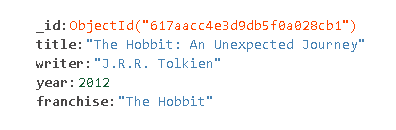 _id:ObjectId("617aacc4e3d9db5f0a028cb1")
title:"The Hobbit: An Unexpected Journey"
writer:"J.R.R. Tolkien"
year:2012
franchise:"The Hobbit"